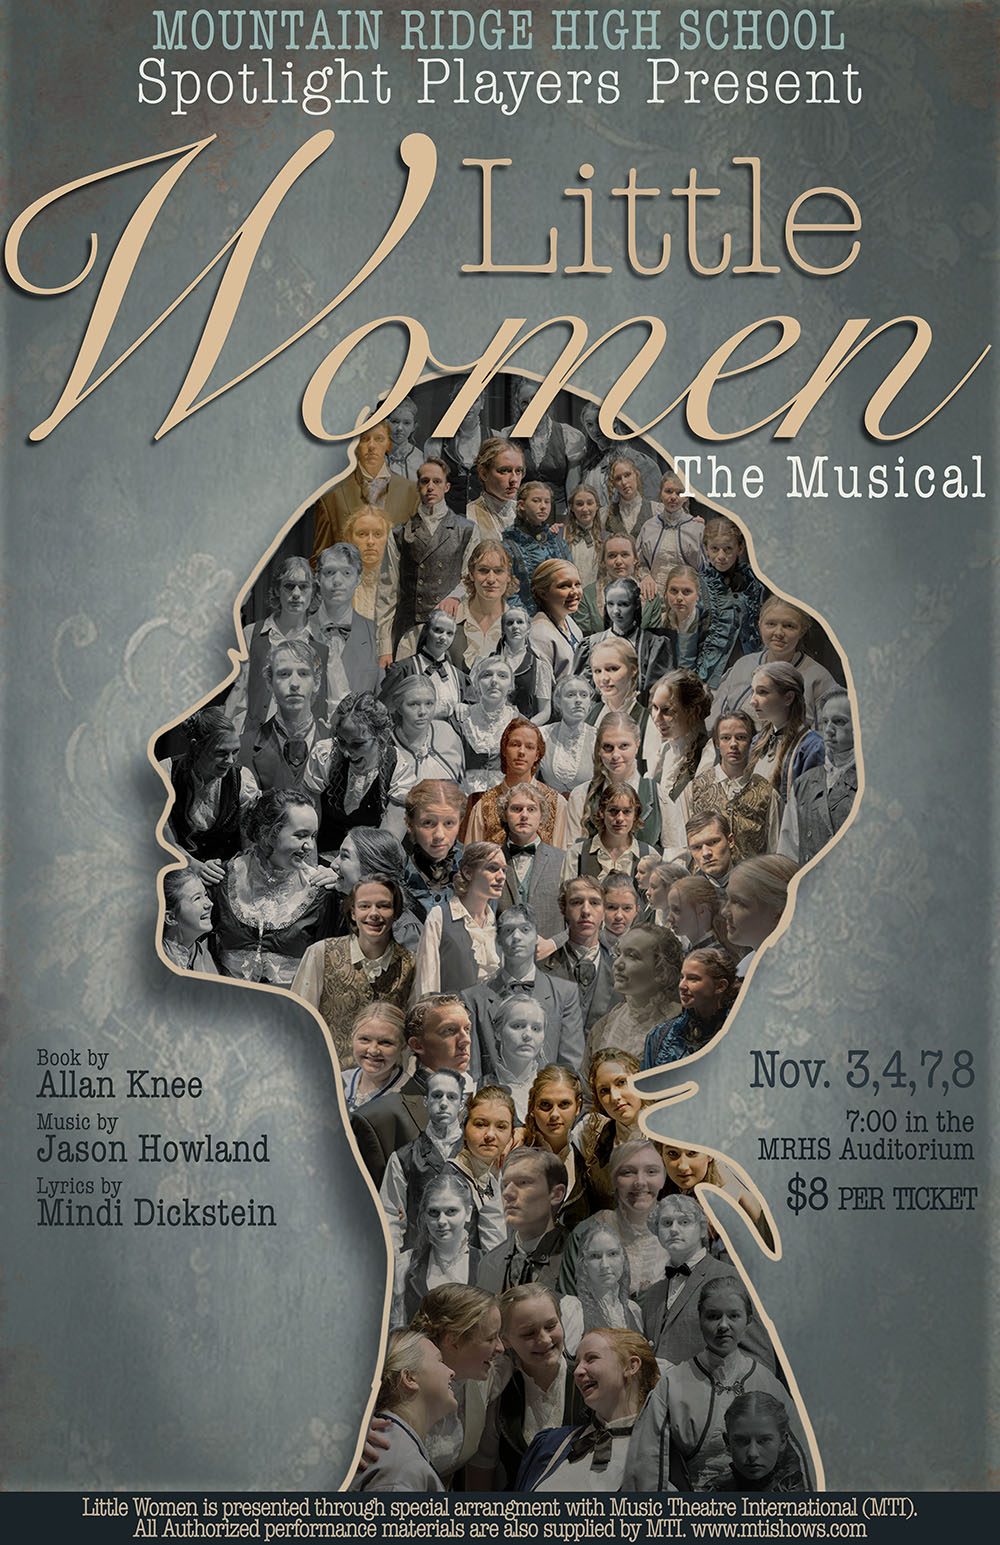 MOUNTAIN RIDGE HIGH SCHOOL
Spotlight Players Present
Little
Women
The Musical
Book by
Allan Knee
Music by
Jason Howland
Lyrics by
Mindi Dickstein
Nov. 3,4,7,8
7:00 in the
MRHS Auditorium
$8 PER TICKET
Little Women is presented through special arrangment with Music Theatre International (MTI).
All Authorized performance materials are also supplied by MTI. www.mtishows.com